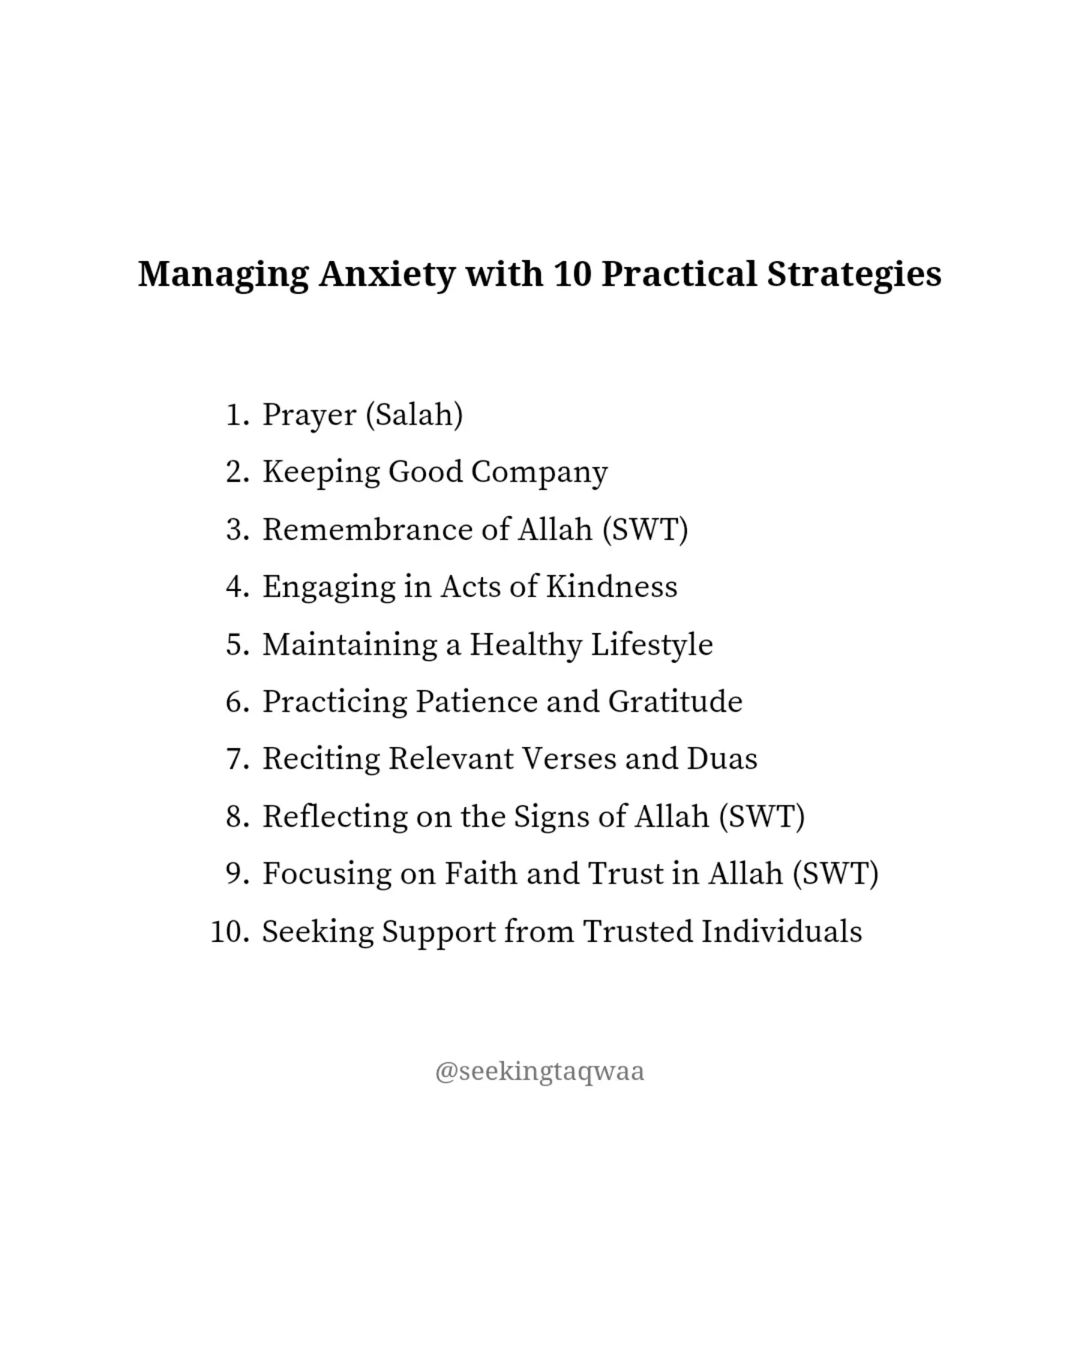 Managing Anxiety with 10 Practical Strategies
1. Prayer (Salah)
2. Keeping Good Company
3. Remembrance of Allah (SWT)
4. Engaging in Acts of Kindness
5. Maintaining a Healthy Lifestyle
6. Practicing Patience and Gratitude
7. Reciting Relevant Verses and Duas
8. Reflecting on the Signs of Allah (SWT)
9. Focusing on Faith and Trust in Allah (SWT)
10. Seeking Support from Trusted Individuals
@seekingtaqwaa